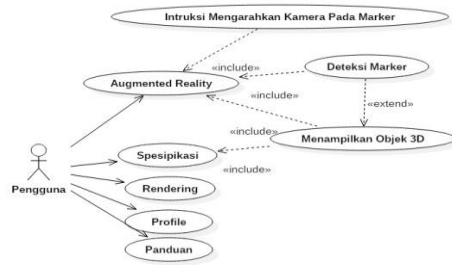 Intruksi Mengarahkan Kamera Pada Marker
«include»
Deteksi Marker
Augmented Reality
«include»
«extend»
«include»
Menampilkan Objek 3D
Spesipikasi
«include»
Pengguna
Rendering
Profile
Panduan